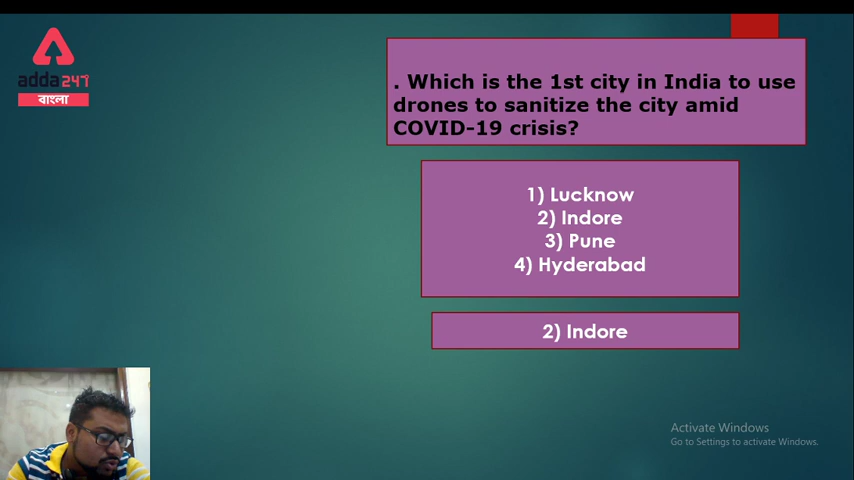 adda247
বাংলা
. Which is the 1st city in India to use
drones to sanitize the city amid
COVID-19 crisis?
1) Lucknow
2) Indore
3) Pune
4) Hyderabad
2) Indore
Activate Windows
Go to Settings to activate Windows.